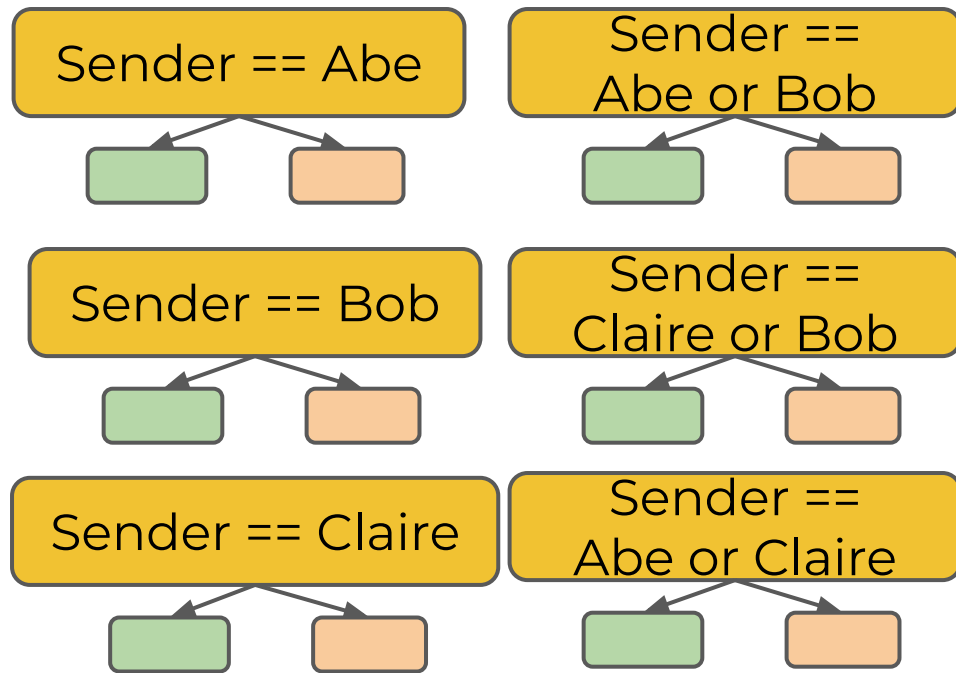 Sender == Abe
Sender ==
Abe or Bob
Sender == Bob
Sender ==
Claire or Bob
Sender == Claire
Sender ==
Abe or Claire